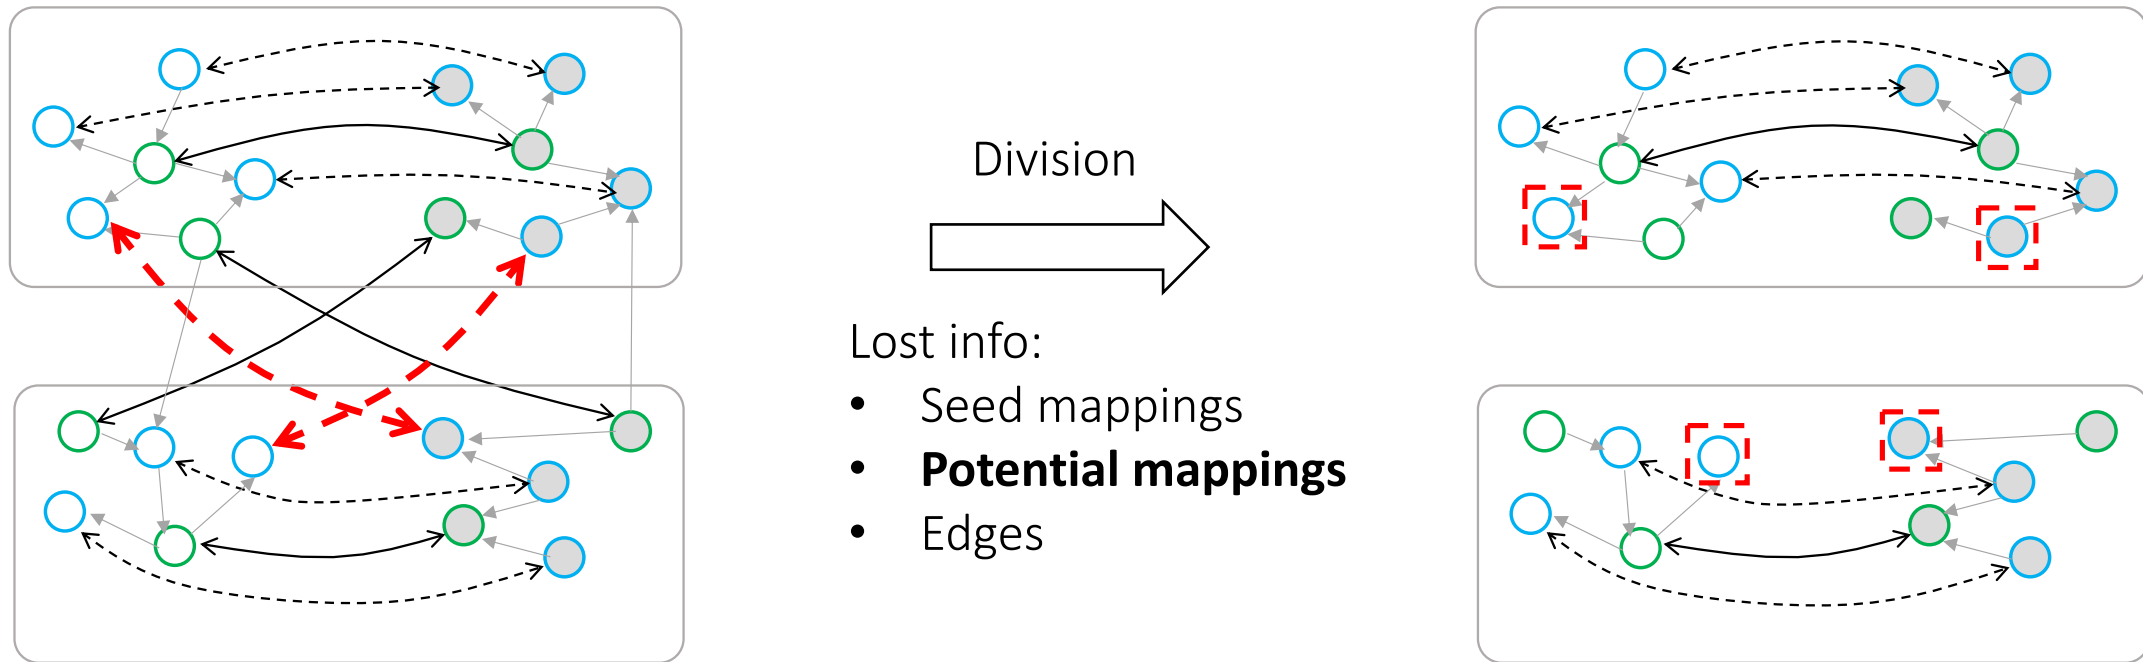 Division
Lost info:
• Seed mappings
• Potential mappings
• Edges